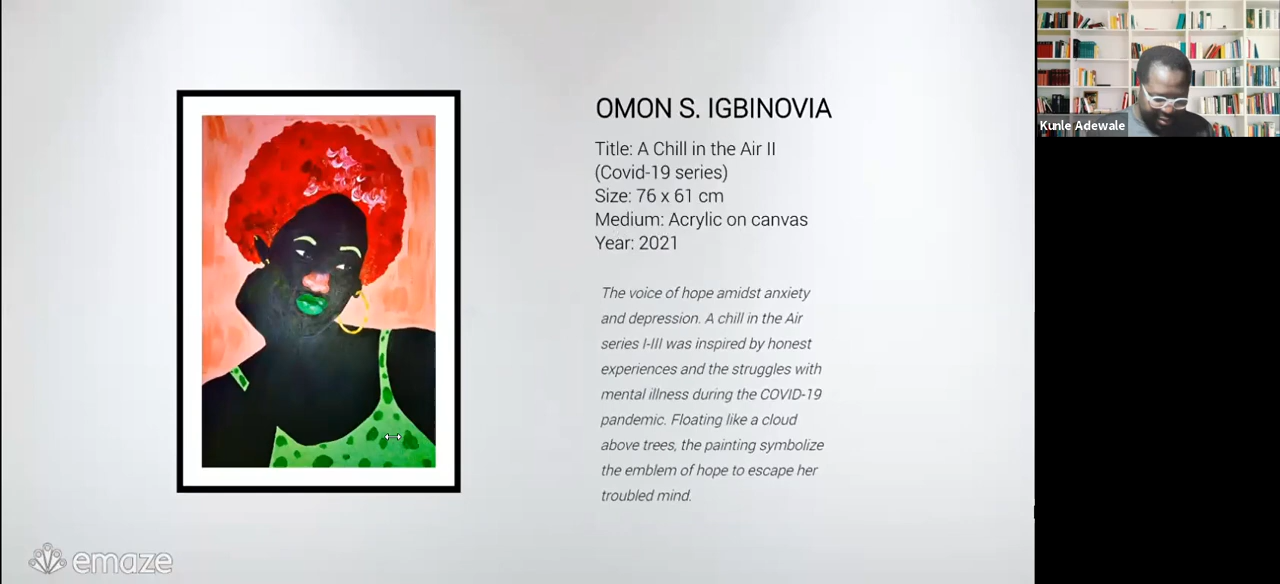 OMON S. IGBINOVIA
Title: A Chill in the Air II
(Covid-19 series)
Size: 76 x 61 cm
Medium: Acrylic on canvas
Year: 2021
The voice of hope amidst anxiety
and depression. A chill in the Air
series I-III was inspired by honest
experiences and the struggles with
mental illness during the COVID-19
pandemic. Floating like a cloud
above trees, the painting symbolize
the emblem of hope to escape her
troubled mind.
emaze
Kunle Adewale